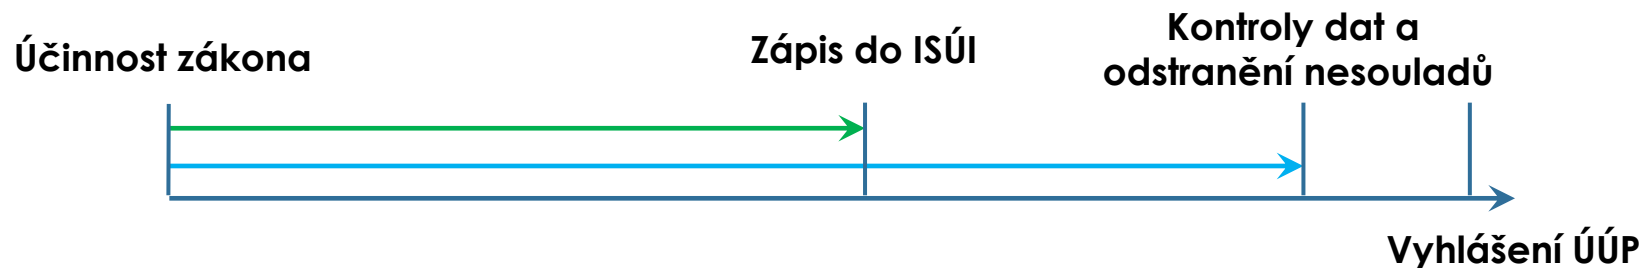 Účinnost zákona
Zápis do ISÚI
Kontroly dat a
odstranění nesouladů
Vyhlášení ÚÚP